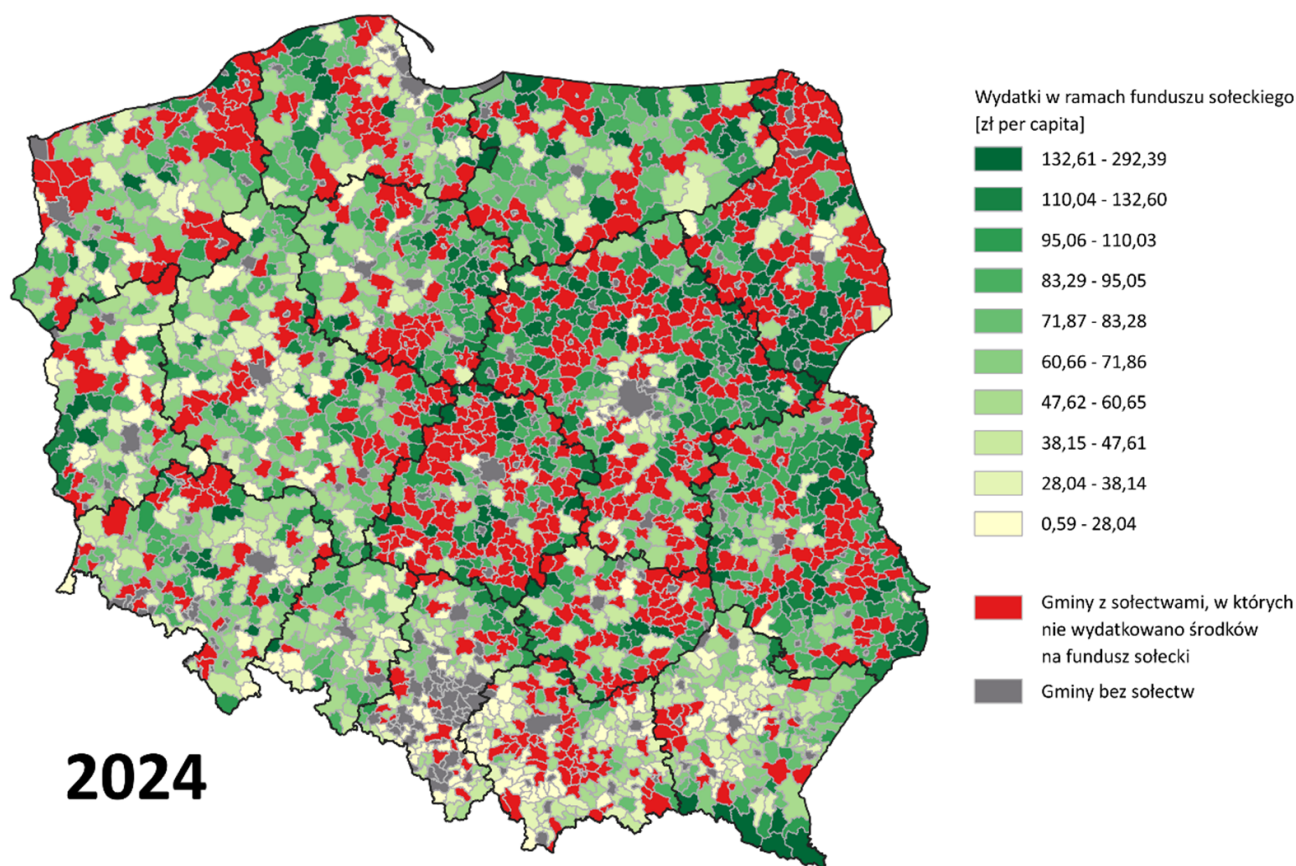 Wydatki w ramach funduszu sołeckiego
[zł per capita]
132,61 - 292,39
110,04 - 132,60
95,06 - 110,03
83,29 - 95,05
71,87 - 83,28
60,66 - 71,86
47,62 - 60,65
38,15 - 47,61
28,04 - 38,14
0,59 - 28,04
Gminy z sołectwami, w których
nie wydatkowano środków
na fundusz sołecki
Gminy bez sołectw
2024